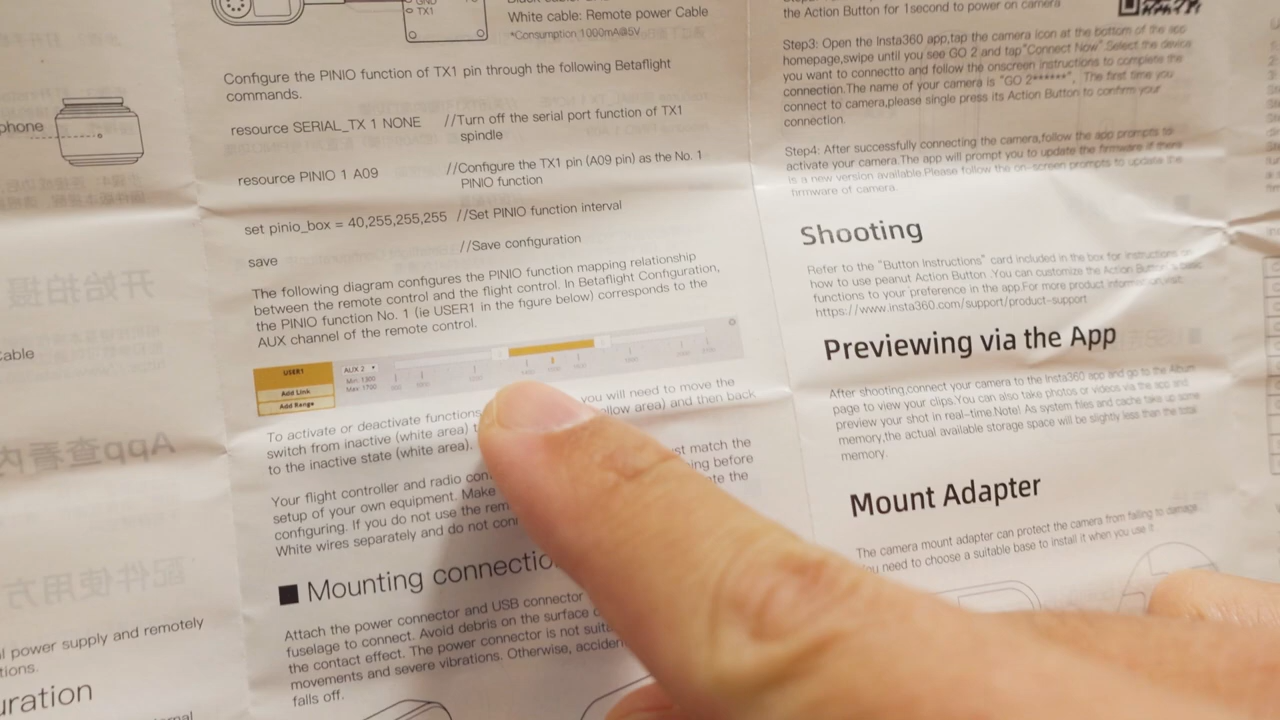 phone
Cable
power supply and remotely
TX1
White cable: Remote power Cable
*Consumption 1000mA@5V
Configure the PINIO function of TX1 pin through the following Betaflight
commands.
resource SERIAL_TX 1 NONE //Turn off the serial port function of TX1
spindle
resource PINIO 1 A09 //Configure the TX1 pin (A09 pin) as the No. 1
PINIO function
set pinio_box = 40,255,255,255 //Set PINIO function interval
save //Save configuration
The following diagram configures the PINIO function mapping relationship
between the remote control and the flight control. In Betaflight Configuration,
the PINIO function No. 1 (ie USER1 in the figure below) corresponds to the
AUX channel of the remote control.
USER1
Add Link
Add Range
AUX 2
Min: 1300
Max: 1700
To activate or deactivate functions you will need to move the
switch from inactive (white area) area) and then back
to the inactive state (white area).
Your flight controller and radio match the
setup of your own equipment. Make before
configuring. If you do not use the the
White wires separately and do not
■ Mounting
Attach the power connector and USB connector
fuselage to connect. Avoid debris on the surface
the contact effect. The power connector is not
movements and severe vibrations. Otherwise,
falls off.
the Action Button for 1second to power on camera
Step3: Open the Insta360 app,tap the camera icon at the bottom of the app
homepage,swipe until you see GO 2 and tap"Connect Now" Select the device
you want to connectto and follow the onscreen instructions to complete the
connection.The name of your camera is "GO 2******", The first time you
connect to camera,please single press its Action Button to confirm your
connection.
Step4: After successfully connecting the camera,follow the app prompts to
activate your camera.The app will prompt you to update the firmware if there
is a new version available.Please follow the on-screen prompts to update the
firmware of camera.
Shooting
Refer to the "Button Instructions" card included in the box for instructions on
how to use peanut Action Button .You can customize the Action Button's basic
functions to your preference in the app.For more product information,visit:
https://www.insta360.com/support/product-support
Previewing via the App
After shooting,connect your camera to the Insta360 app and go to the Album
page to view your clips.You can also take photos or videos via the app and
preview your shot in real-time.Note! As system files and cache take up some
memory,the actual available storage space will be slightly less than the total
memory.
Mount Adapter
The camera mount adapter can protect the camera from falling to damage.
need to choose a suitable base to install it when you use it